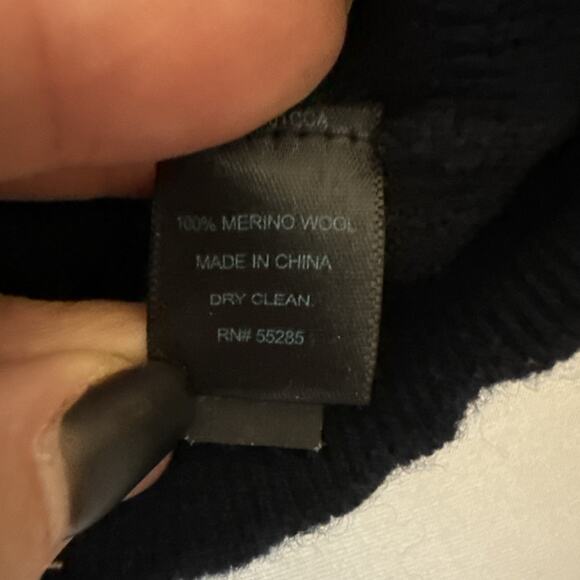 100% MERINO WOOL
MADE IN CHINA
DRY CLEAN.
RN# 55285